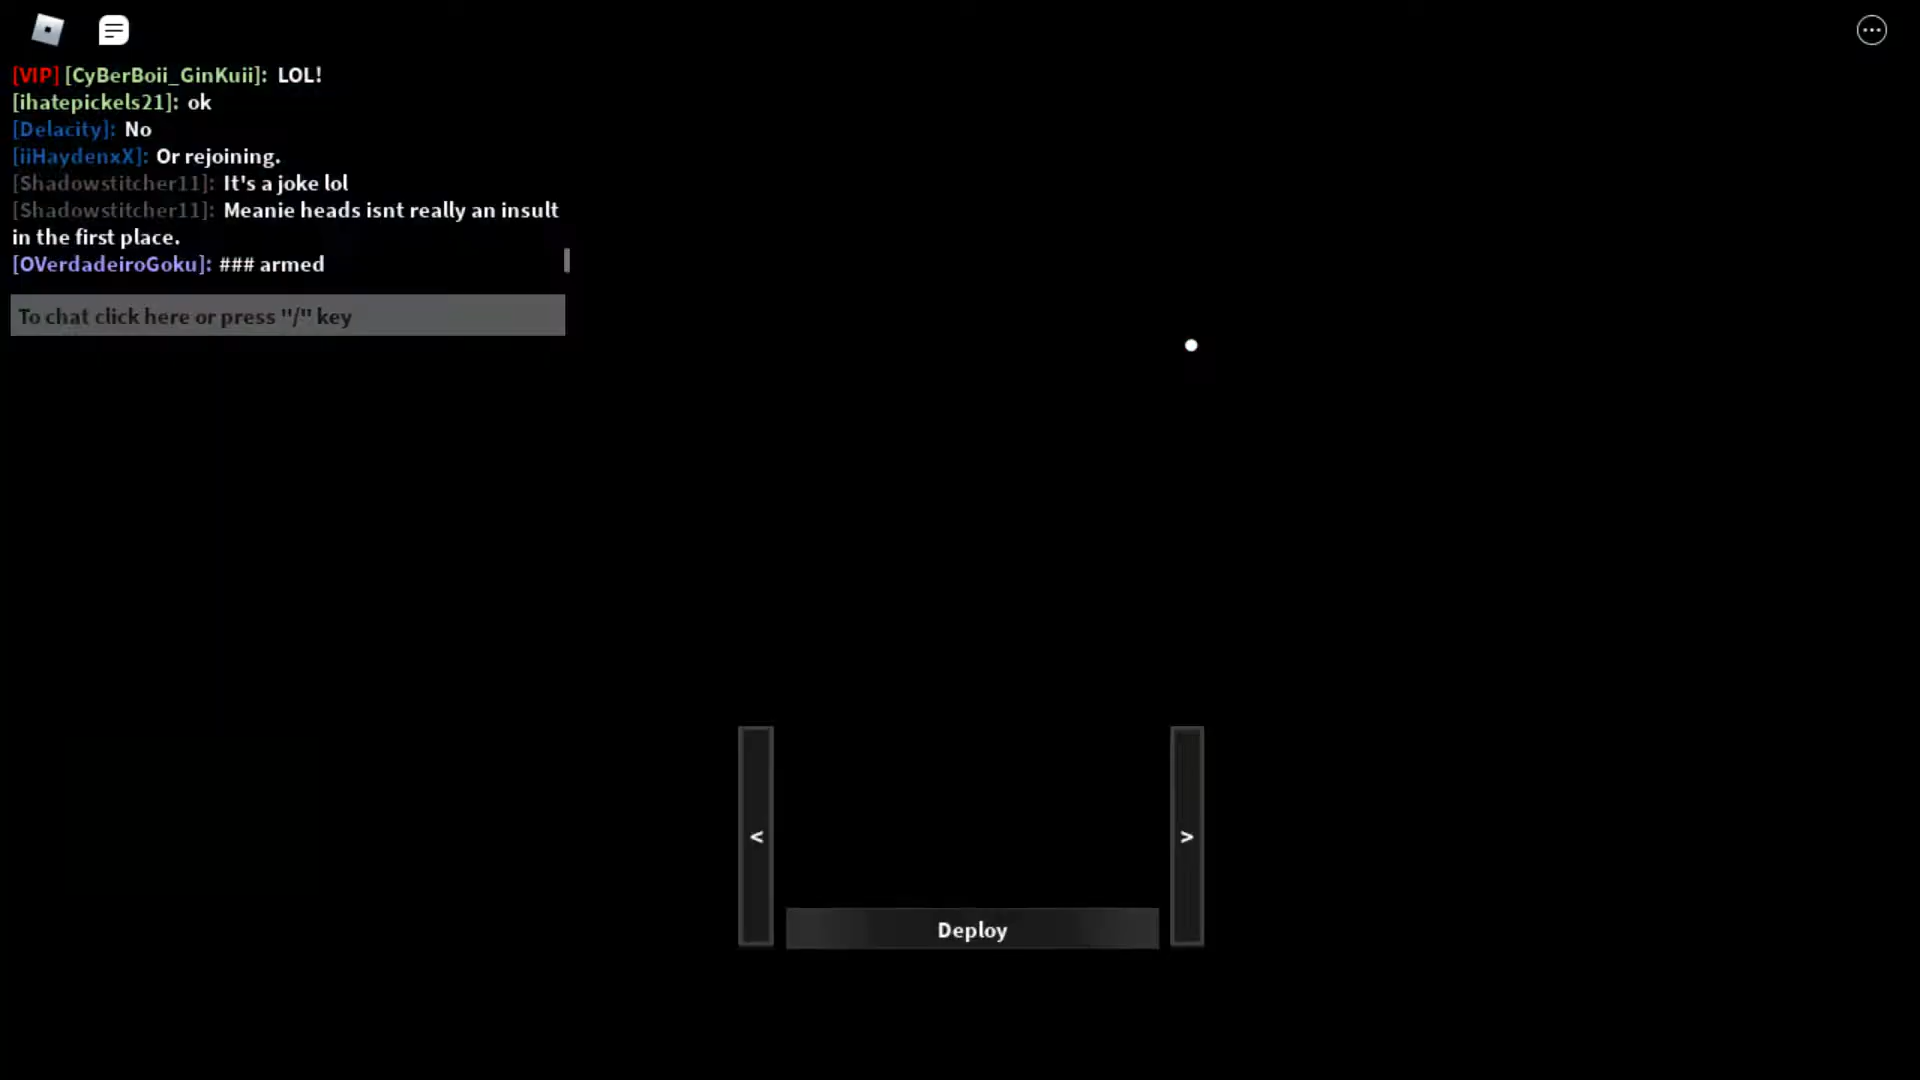 [VIP] [CyBerBoii_GinKuii]: LOL!
[ihatepickels21]: ok
[Delacity]: No
[iiHaydenxX]: Or rejoining.
[Shadowstitcher11]: It's a joke lol
[Shadowstitcher11]: Meanie heads isnt really an insult
in the first place.
[OVerdadeiroGoku]: ### armed
To chat click here or press "/" key
< >
Deploy